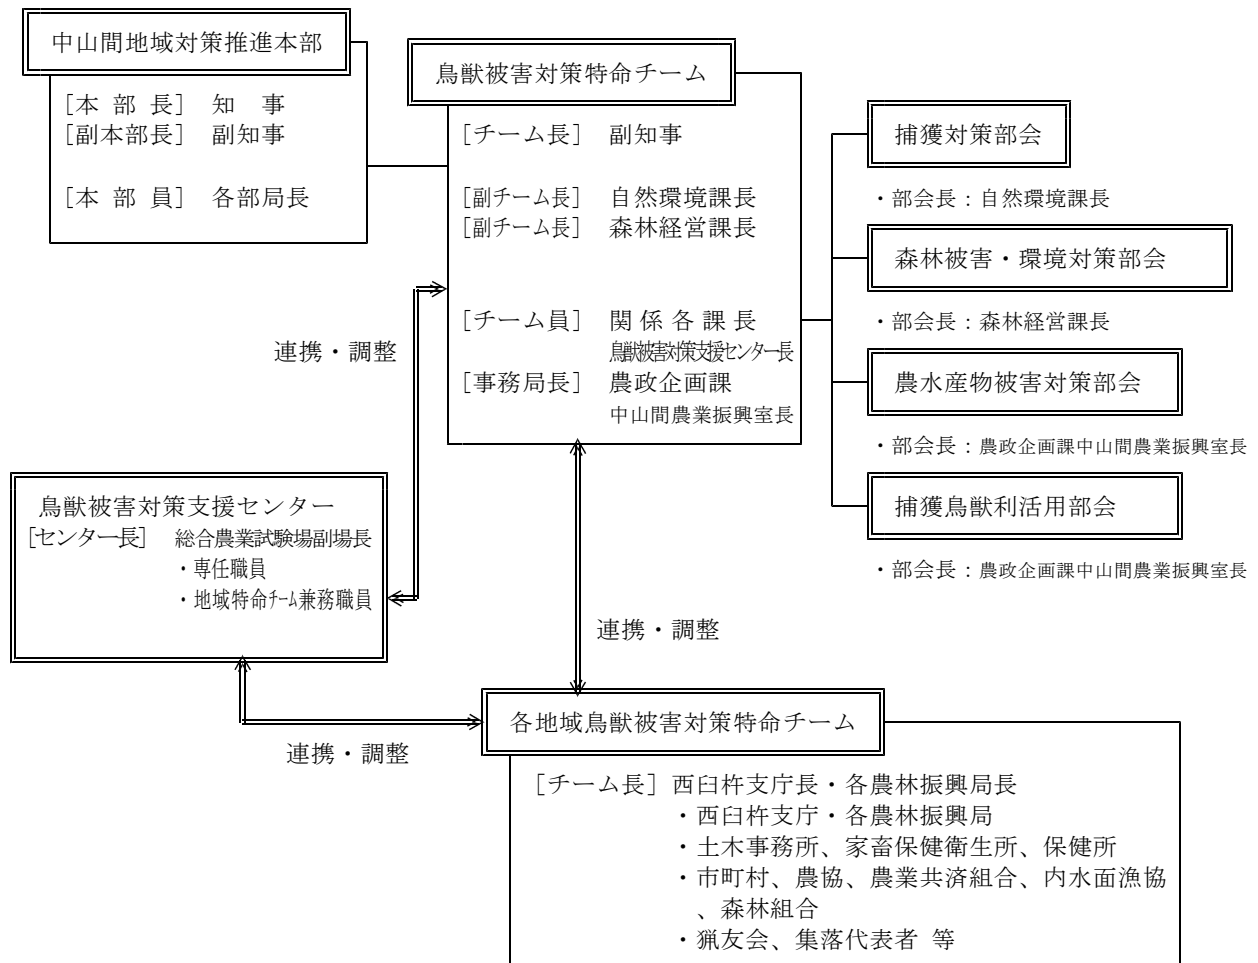 中山間地域対策推進本部
[本 部 長] 知 事
[副本部長] 副知事
[本 部 員] 各部局長
鳥獣被害対策特命チーム
[チーム長] 副知事
[副チーム長] 自然環境課長
[副チーム長] 森林経営課長
[チーム員] 関 係 各 課 長
鳥獣被害対策支援センター長
[事務局長] 農政企画課
中山間農業振興室長
捕獲対策部会
・部会長：自然環境課長
森林被害・環境対策部会
・部会長：森林経営課長
農水産物被害対策部会
・部会長：農政企画課中山間農業振興室長
捕獲鳥獣利活用部会
・部会長：農政企画課中山間農業振興室長
連携・調整
鳥獣被害対策支援センター
[センター長] 総合農業試験場副場長
・専任職員
・地域特命チーム兼務職員
連携・調整
連携・調整
各地域鳥獣被害対策特命チーム
[チーム長] 西臼杵支庁長・各農林振興局長
・西臼杵支庁・各農林振興局
・土木事務所、家畜保健衛生所、保健所
・市町村、農協、農業共済組合、内水面漁協
、森林組合
・猟友会、集落代表者 等